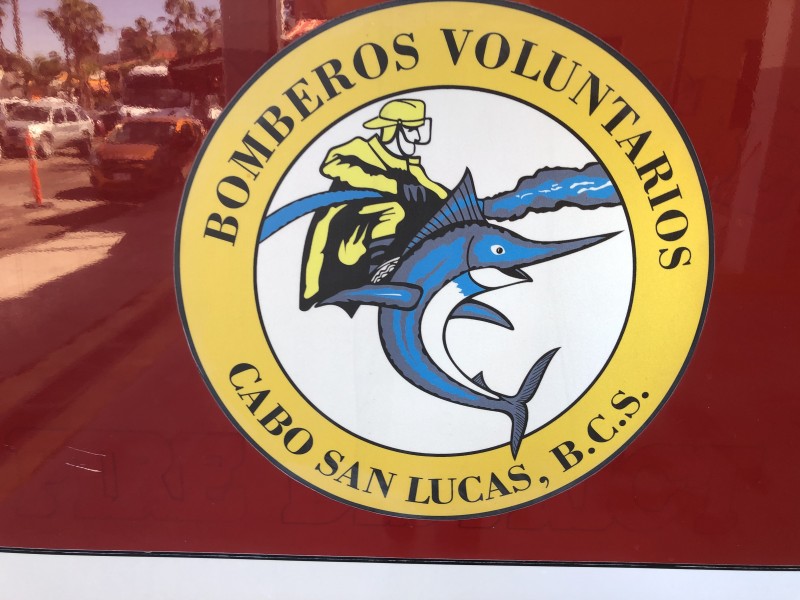 BOMBEROS VOLUNTARIOS
CABO SAN LUCAS, B.C.S.